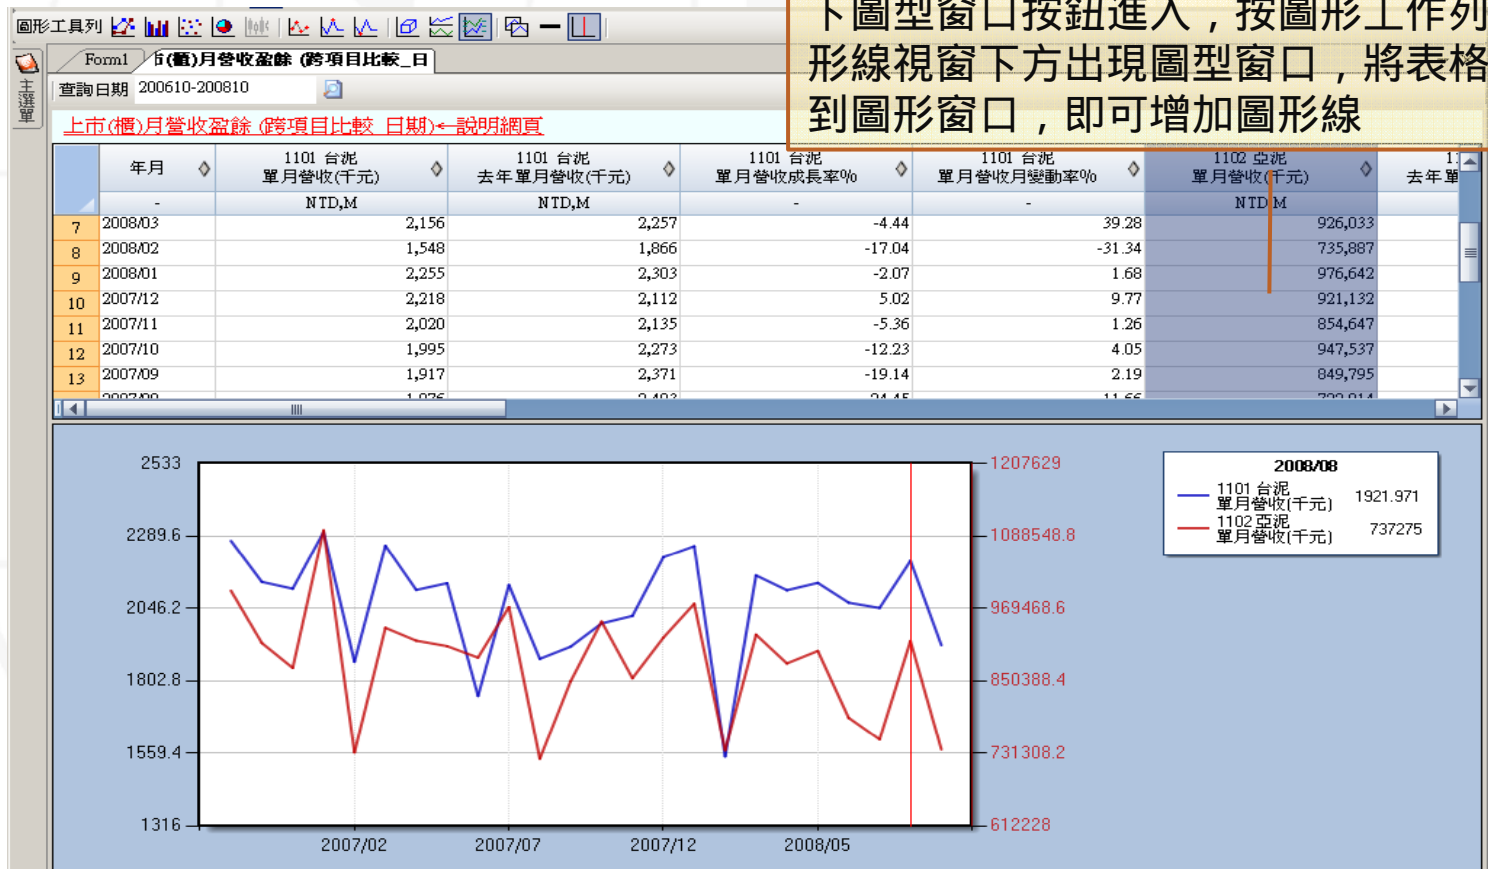 下圖型窗口按鈕進入，按圖形工作列
形線視窗下方出現圖型窗口，將表格
到圖形窗口，即可增加圖形線
圖形工具列
主選單
Form1
市(櫃)月營收盈餘 (跨項目比較_日
查詢日期 200610-200810
上市(櫃)月營收盈餘 (跨項目比較_日期)←說明網頁
年月 1101 台泥 1101 台泥 1101 台泥 1101 台泥 1102 亞泥
單月營收(千元) 去年單月營收(千元) 單月營收成長率% 單月營收月變動率% 單月營收(千元) 去年單
- NTD,M NTD,M - - NTD,M
7 2008/03 2,156 2,257 -4.44 39.28 926,033
8 2008/02 1,548 1,866 -17.04 -31.34 735,887
9 2008/01 2,255 2,303 -2.07 1.68 976,642
10 2007/12 2,218 2,112 5.02 9.77 921,132
11 2007/11 2,020 2,135 -5.36 1.26 854,647
12 2007/10 1,995 2,273 -12.23 4.05 947,537
13 2007/09 1,917 2,371 -19.14 2.19 849,795
2533
2289.6
2046.2
1802.8
1559.4
1316
2007/02 2007/07 2007/12 2008/05
1207629
1088548.8
969468.6
850388.4
731308.2
612228
2008/08
1101 台泥
單月營收(千元) 1921.971
1102 亞泥
單月營收(千元) 737275